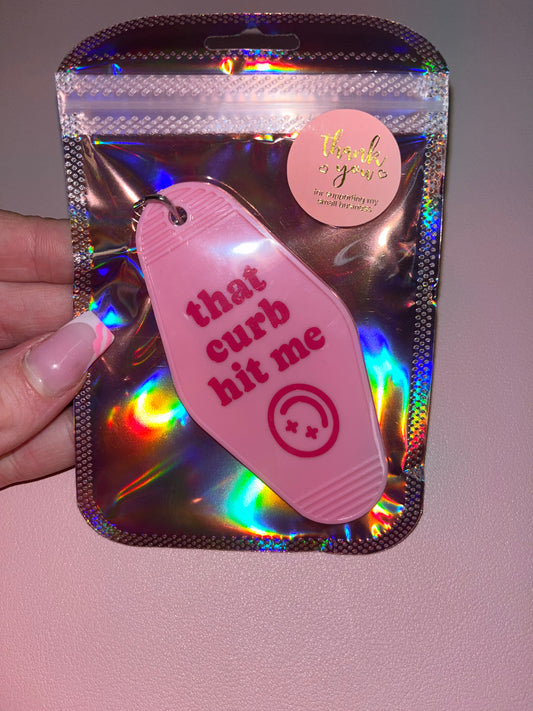 Thank
you
for supporting my
small business
that
curb
hit me